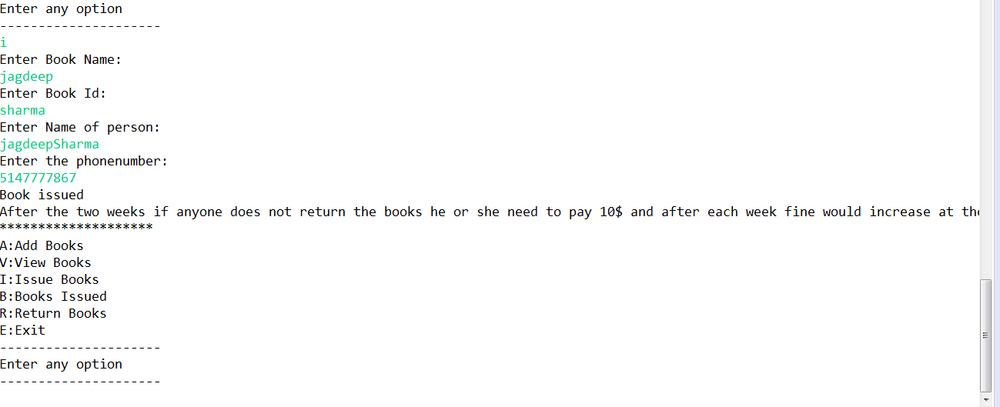 Enter any option
---------------------
i
Enter Book Name:
jagdeep
Enter Book Id:
sharma
Enter Name of person:
jagdeepSharma
Enter the phonenumber:
5147777867
Book issued
After the two weeks if anyone does not return the books he or she need to pay 10$ and after each week fine would increase at the
********************
A:Add Books
V:View Books
I:Issue Books
B:Books Issued
R:Return Books
E:Exit
---------------------
Enter any option
---------------------